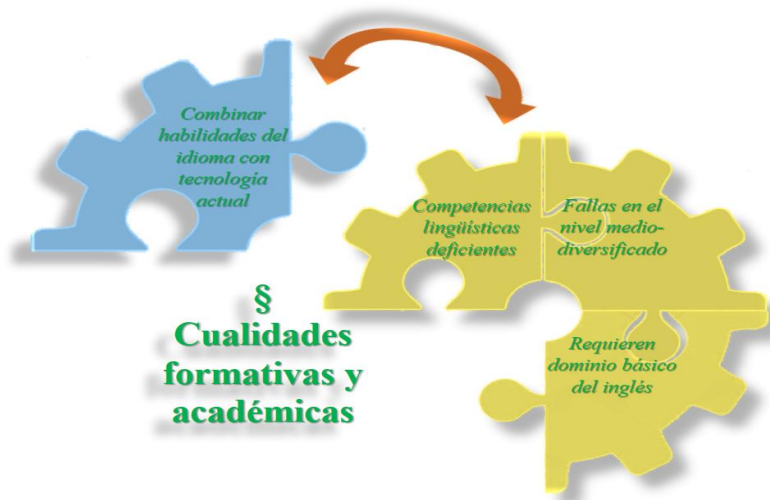 Combinar
habilidades del
idioma con
tecnología
actual
Competencias
lingüísticas
deficientes
Fallas en el
nivel medio-
diversificado
§
Cualidades
formativas y
académicas
Requieren
dominio básico
del inglés